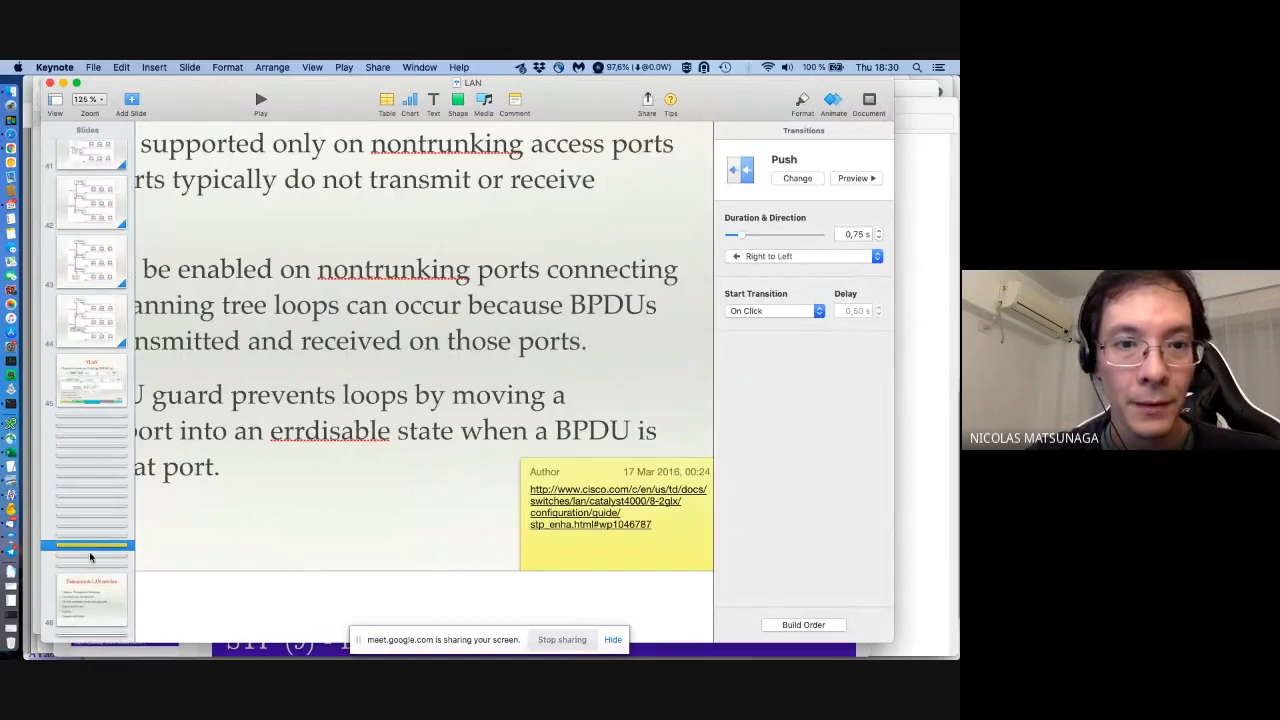 Keynote File Edit Insert Slide Format Arrange View Play Share Window Help
97,6% (⬇@0.0W)
100 %
Thu 18:30
LAN
125 %
View Zoom Add Slide
Play
Table Chart Text Shape Media Comment
Share Tips
Format Animate Document
Slides
41
42
43
44
VLAN
45
46
supported only on nontrunking access ports
rts typically do not transmit or receive
be enabled on nontrunking ports connecting
anning tree loops can occur because BPDUs
nsmitted and received on those ports.
U guard prevents loops by moving a
port into an errdisable state when a BPDU is
at port.
Author 17 Mar 2016, 00:24
http://www.cisco.com/c/en/us/td/docs/
switches/lan/catalyst4000/8-2glx/
configuration/guide/
stp_enha.html#wp1046787
Transitions
Push
Change Preview
Duration & Direction
0,75 s
Right to Left
Start Transition Delay
On Click 0,50 s
Build Order
meet.google.com is sharing your screen. Stop sharing Hide
NICOLAS MATSUNAGA